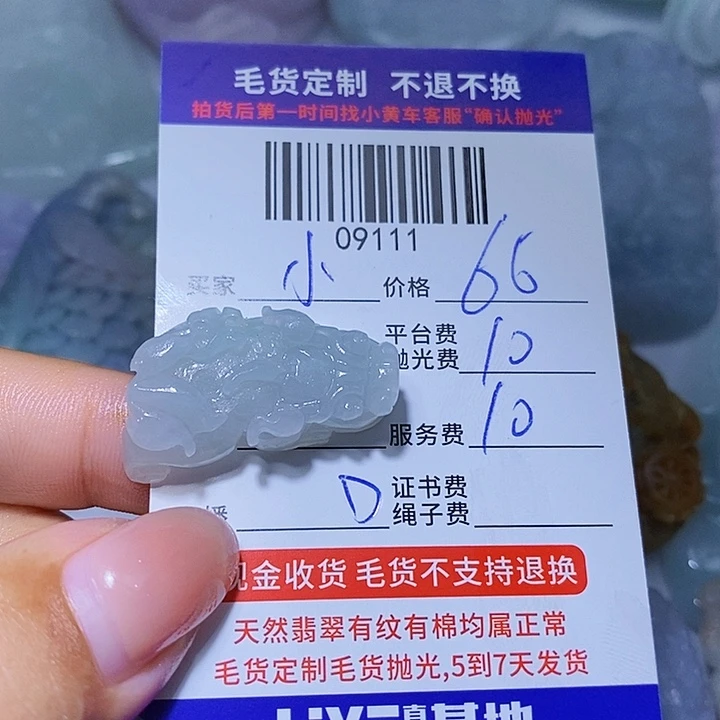 毛货定制 不退不换
拍货后第一时间找小黄车客服“确认抛光”
09111
买家 小 价格 66
平台费
抛光费 10
服务费 10
D 证书费
绳子费
现金收货 毛货不支持退换
天然翡翠有纹有棉均属正常
毛货定制毛货抛光,5到7天发货
基地